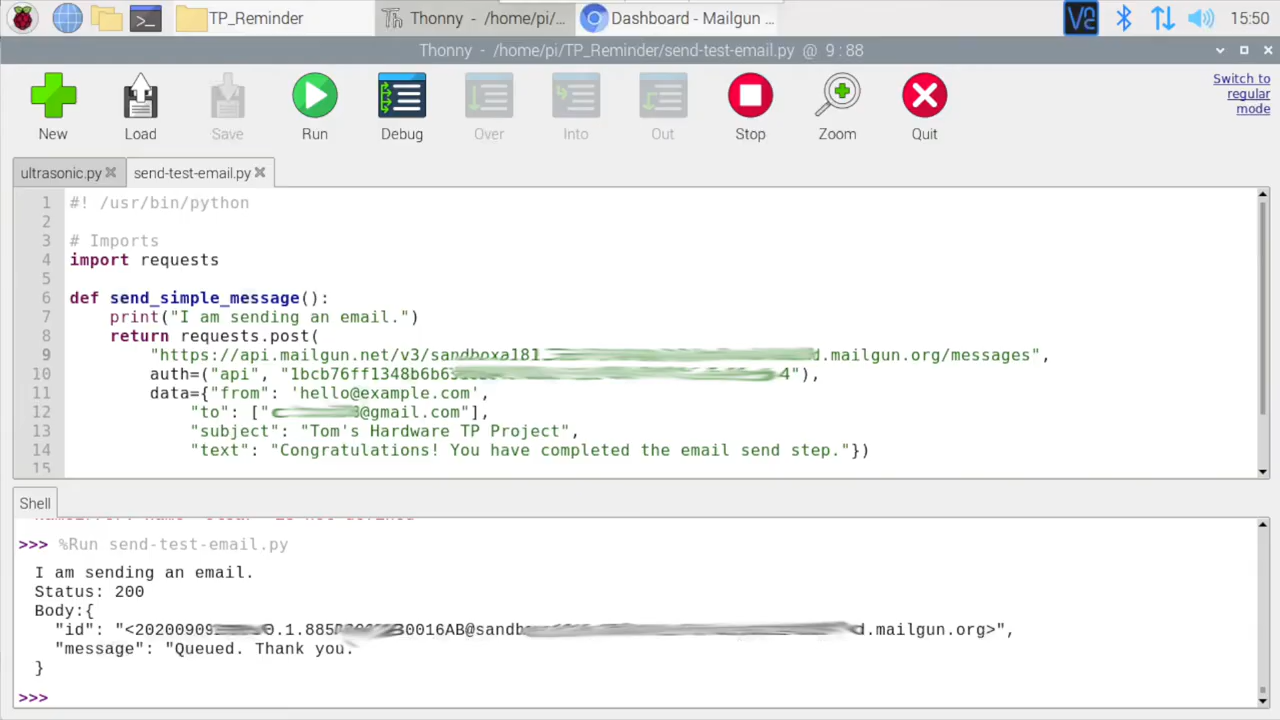 TP_Reminder
Thonny - /home/pi/...
Dashboard - Mailgun ...
15:50
Thonny - /home/pi/TP_Reminder/send-test-email.py @ 9 : 88
New
Load
Save
Run
Debug
Over
Into
Out
Stop
Zoom
Quit
Switch to
regular
mode
ultrasonic.py
send-test-email.py
1 #! /usr/bin/python
2
3 # Imports
4 import requests
5
6 def send_simple_message():
7 print("I am sending an email.")
8 return requests.post(
9 "https://api.mailgun.net/v3/sandboxa181 d.mailgun.org/messages",
10 auth=("api", "1bcb76ff1348b6b6 4"),
11 data={"from": 'hello@example.com',
12 "to": [" @gmail.com"],
13 "subject": "Tom's Hardware TP Project",
14 "text": "Congratulations! You have completed the email send step."})
15
Shell
>>> %Run send-test-email.py
I am sending an email.
Status: 200
Body:{
"id": "<20200909 .1.885 30016AB@sandb d.mailgun.org>",
"message": "Queued. Thank you.
}
>>>